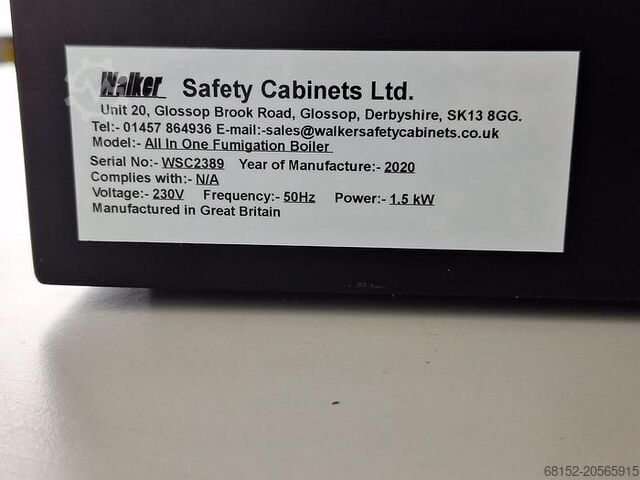 Walker Safety Cabinets Ltd.
Unit 20, Glossop Brook Road, Glossop, Derbyshire, SK13 8GG.
Tel:- 01457 864936 E-mail:-sales@walkersafetycabinets.co.uk
Model:- All In One Fumigation Boiler
Serial No:- WSC2389 Year of Manufacture:- 2020
Complies with:- N/A
Voltage:- 230V Frequency:- 50Hz Power:- 1.5 kW
Manufactured in Great Britain
68152-20565915